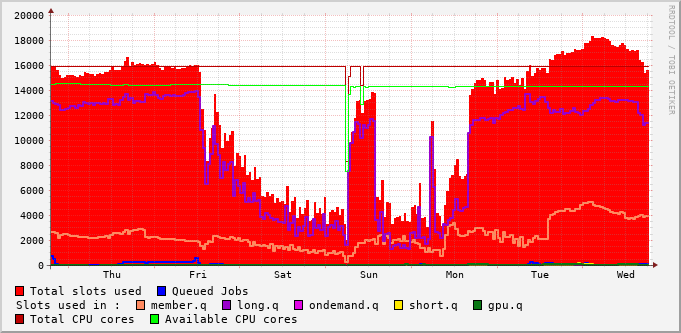 20000
18000
16000
14000
12000
10000
8000
6000
4000
2000
0
Thu Fri Sat Sun Mon Tue Wed
RRDTOOL / TOBI OETIKER
Total slots used Queued Jobs
Slots used in : member.q long.q ondemand.q short.q gpu.q
Total CPU cores Available CPU cores